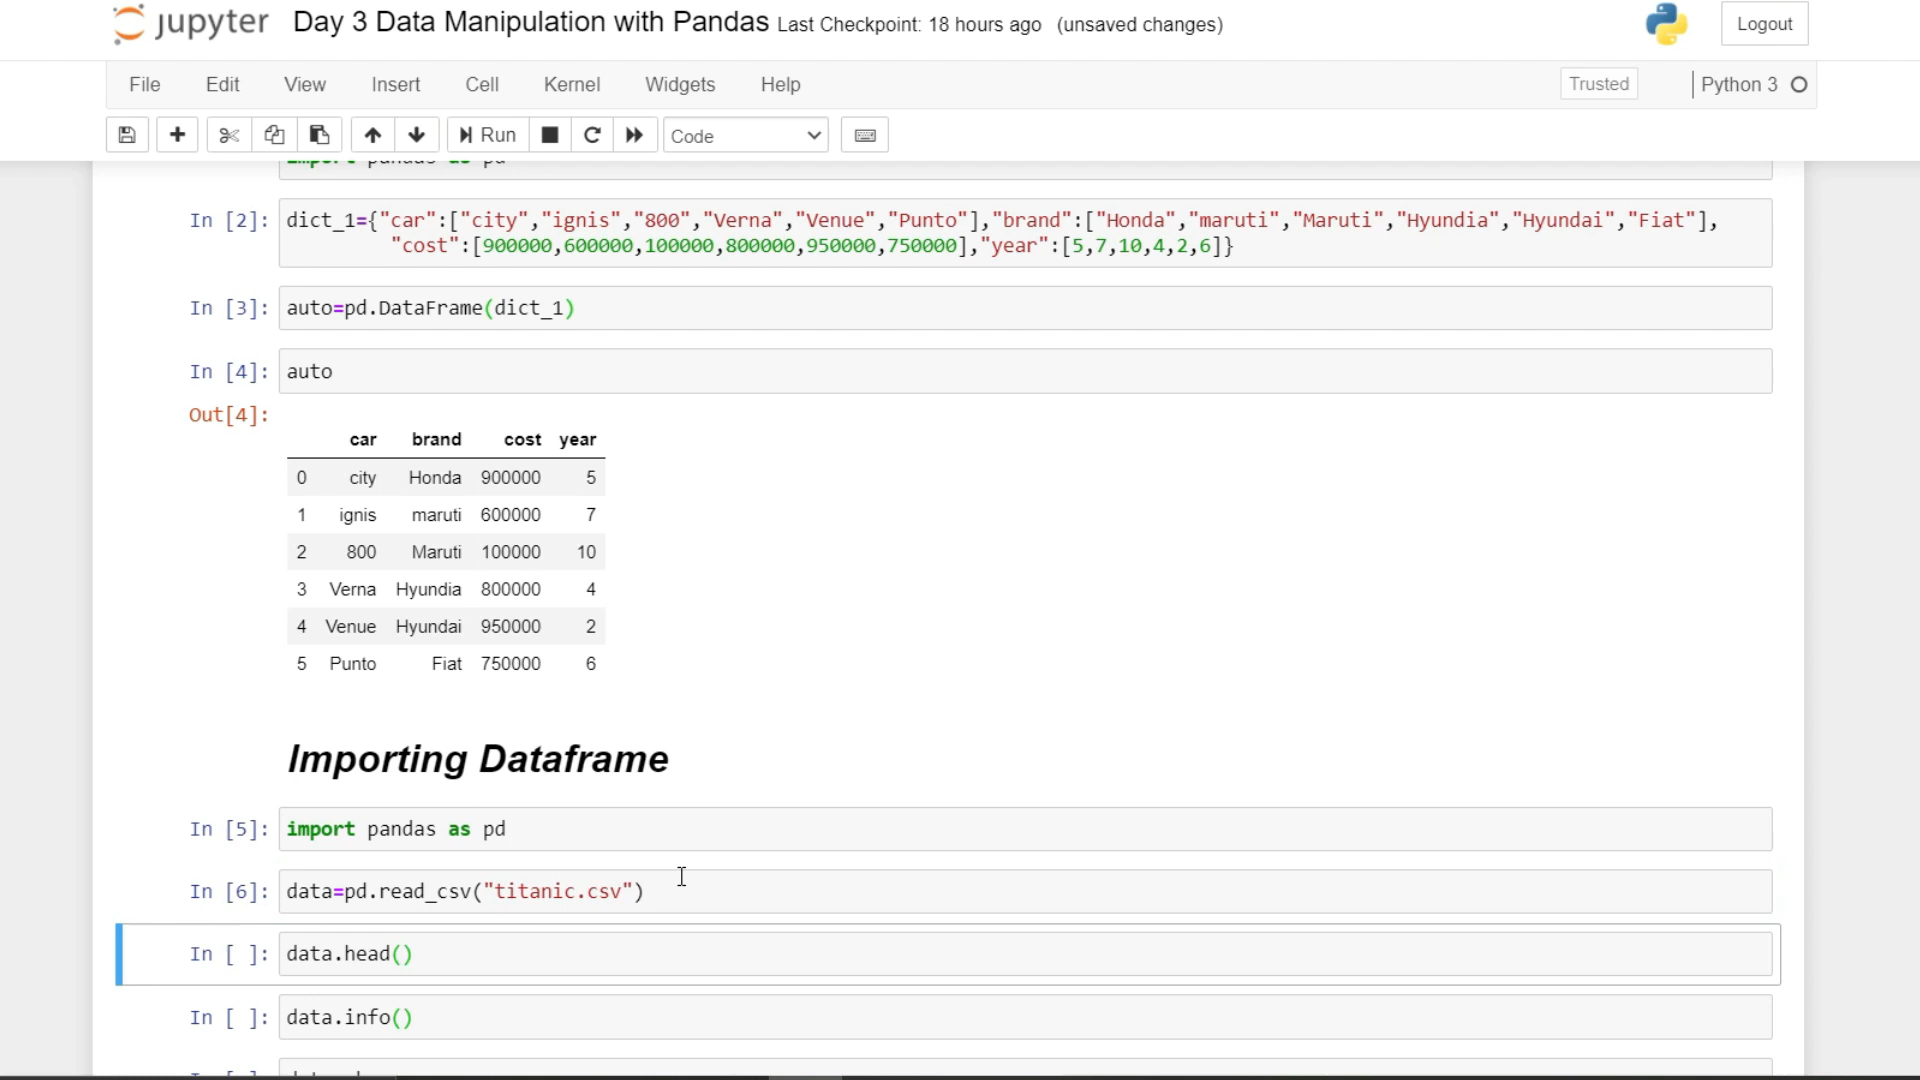 jupyter Day 3 Data Manipulation with Pandas Last Checkpoint: 18 hours ago (unsaved changes) Logout
File Edit View Insert Cell Kernel Widgets Help Trusted Python 3
Run Code
import pandas as pd
In [2]: dict_1={"car":["city","ignis","800","Verna","Venue","Punto"],"brand":["Honda","maruti","Maruti","Hyundia","Hyundai","Fiat"],
"cost":[900000,600000,100000,800000,950000,750000],"year":[5,7,10,4,2,6]}
In [3]: auto=pd.DataFrame(dict_1)
In [4]: auto
Out[4]:
car brand cost year
0 city Honda 900000 5
1 ignis maruti 600000 7
2 800 Maruti 100000 10
3 Verna Hyundia 800000 4
4 Venue Hyundai 950000 2
5 Punto Fiat 750000 6
Importing Dataframe
In [5]: import pandas as pd
In [6]: data=pd.read_csv("titanic.csv")
In [ ]: data.head()
In [ ]: data.info()